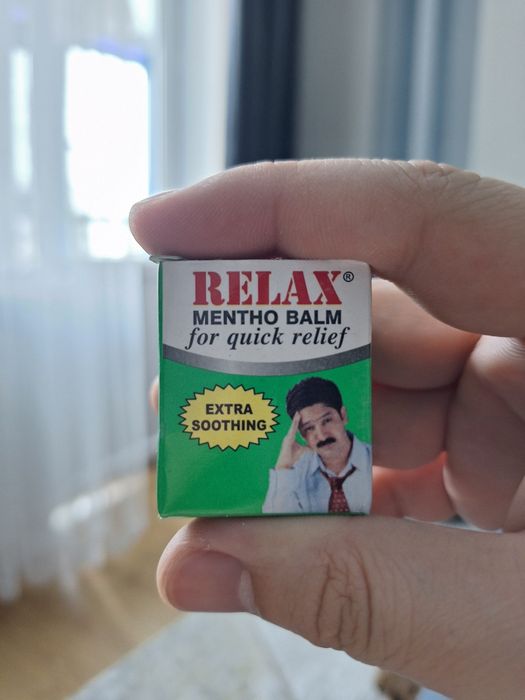 RELAX®
MENTHO BALM
for quick relief
EXTRA
SOOTHING